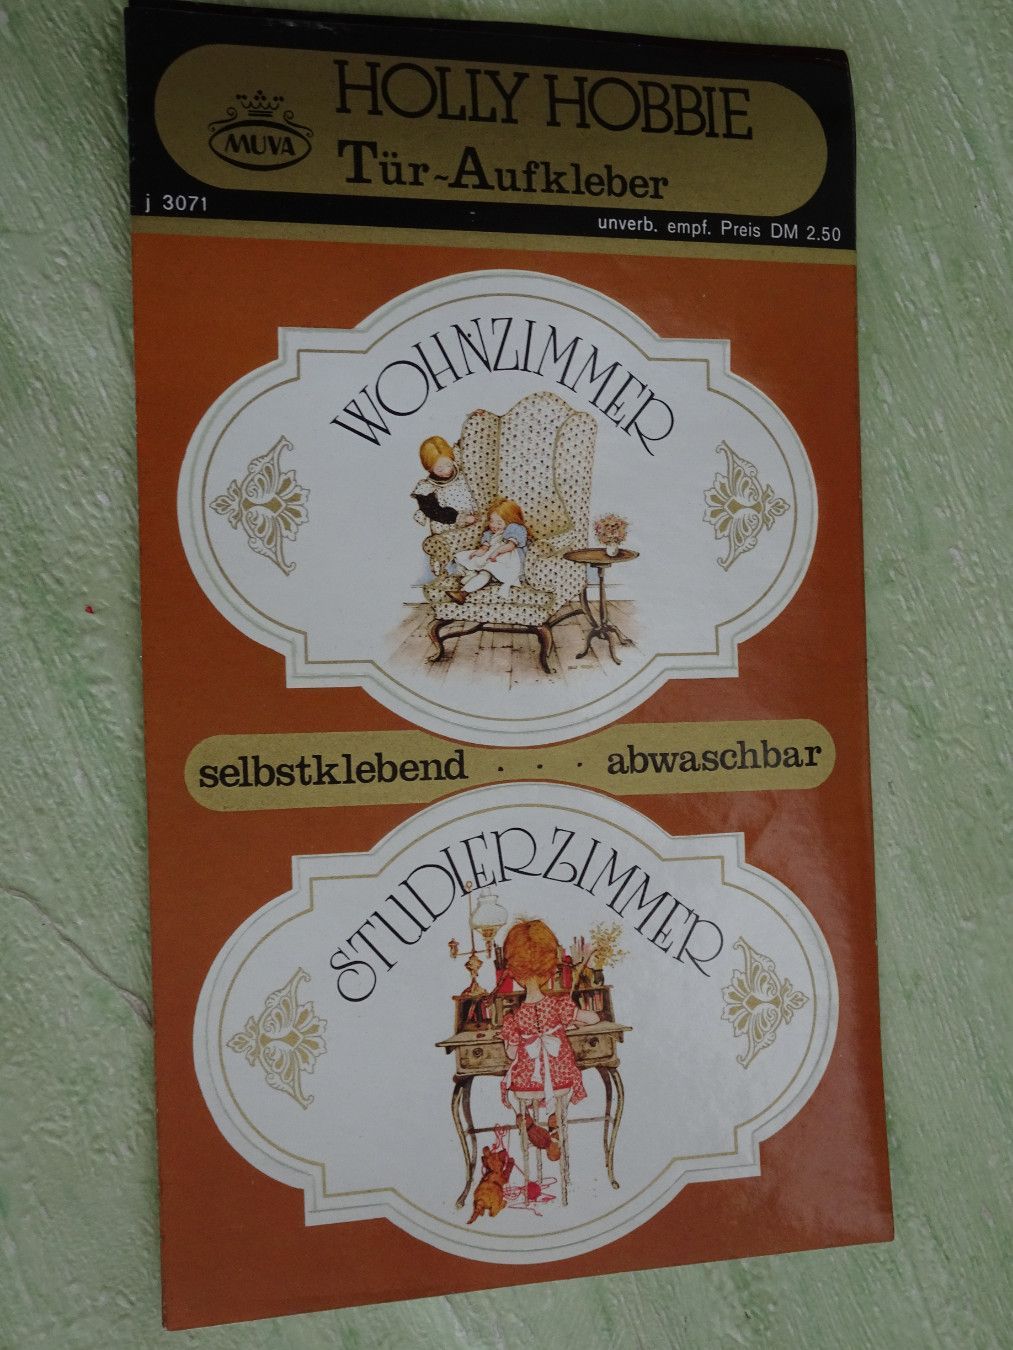 HOLLY HOBBIE
MUVA
Tür-Aufkleber
j 3071
unverb. empf. Preis DM 2.50
WOHNZIMMER
selbstklebend . . . abwaschbar
STUDIERZIMMER